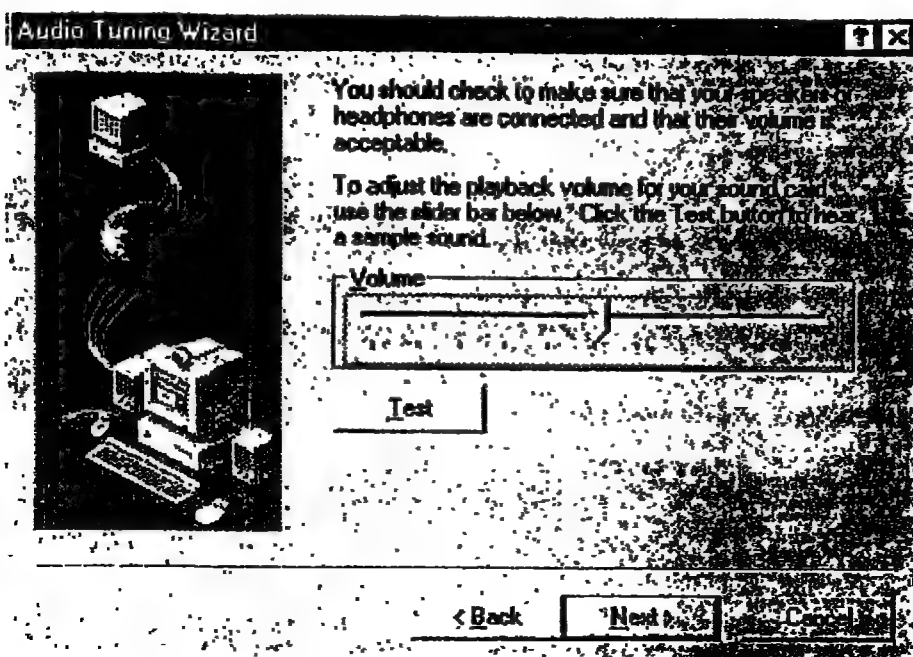 Audio Tuning Wizard
You should check to make sure that your speakers or
headphones are connected and that their volume is
acceptable.
To adjust the playback volume for your sound card
use the slider bar below. Click the Test button to hear
a sample sound.
Volume
Test
< Back Next > Cancel